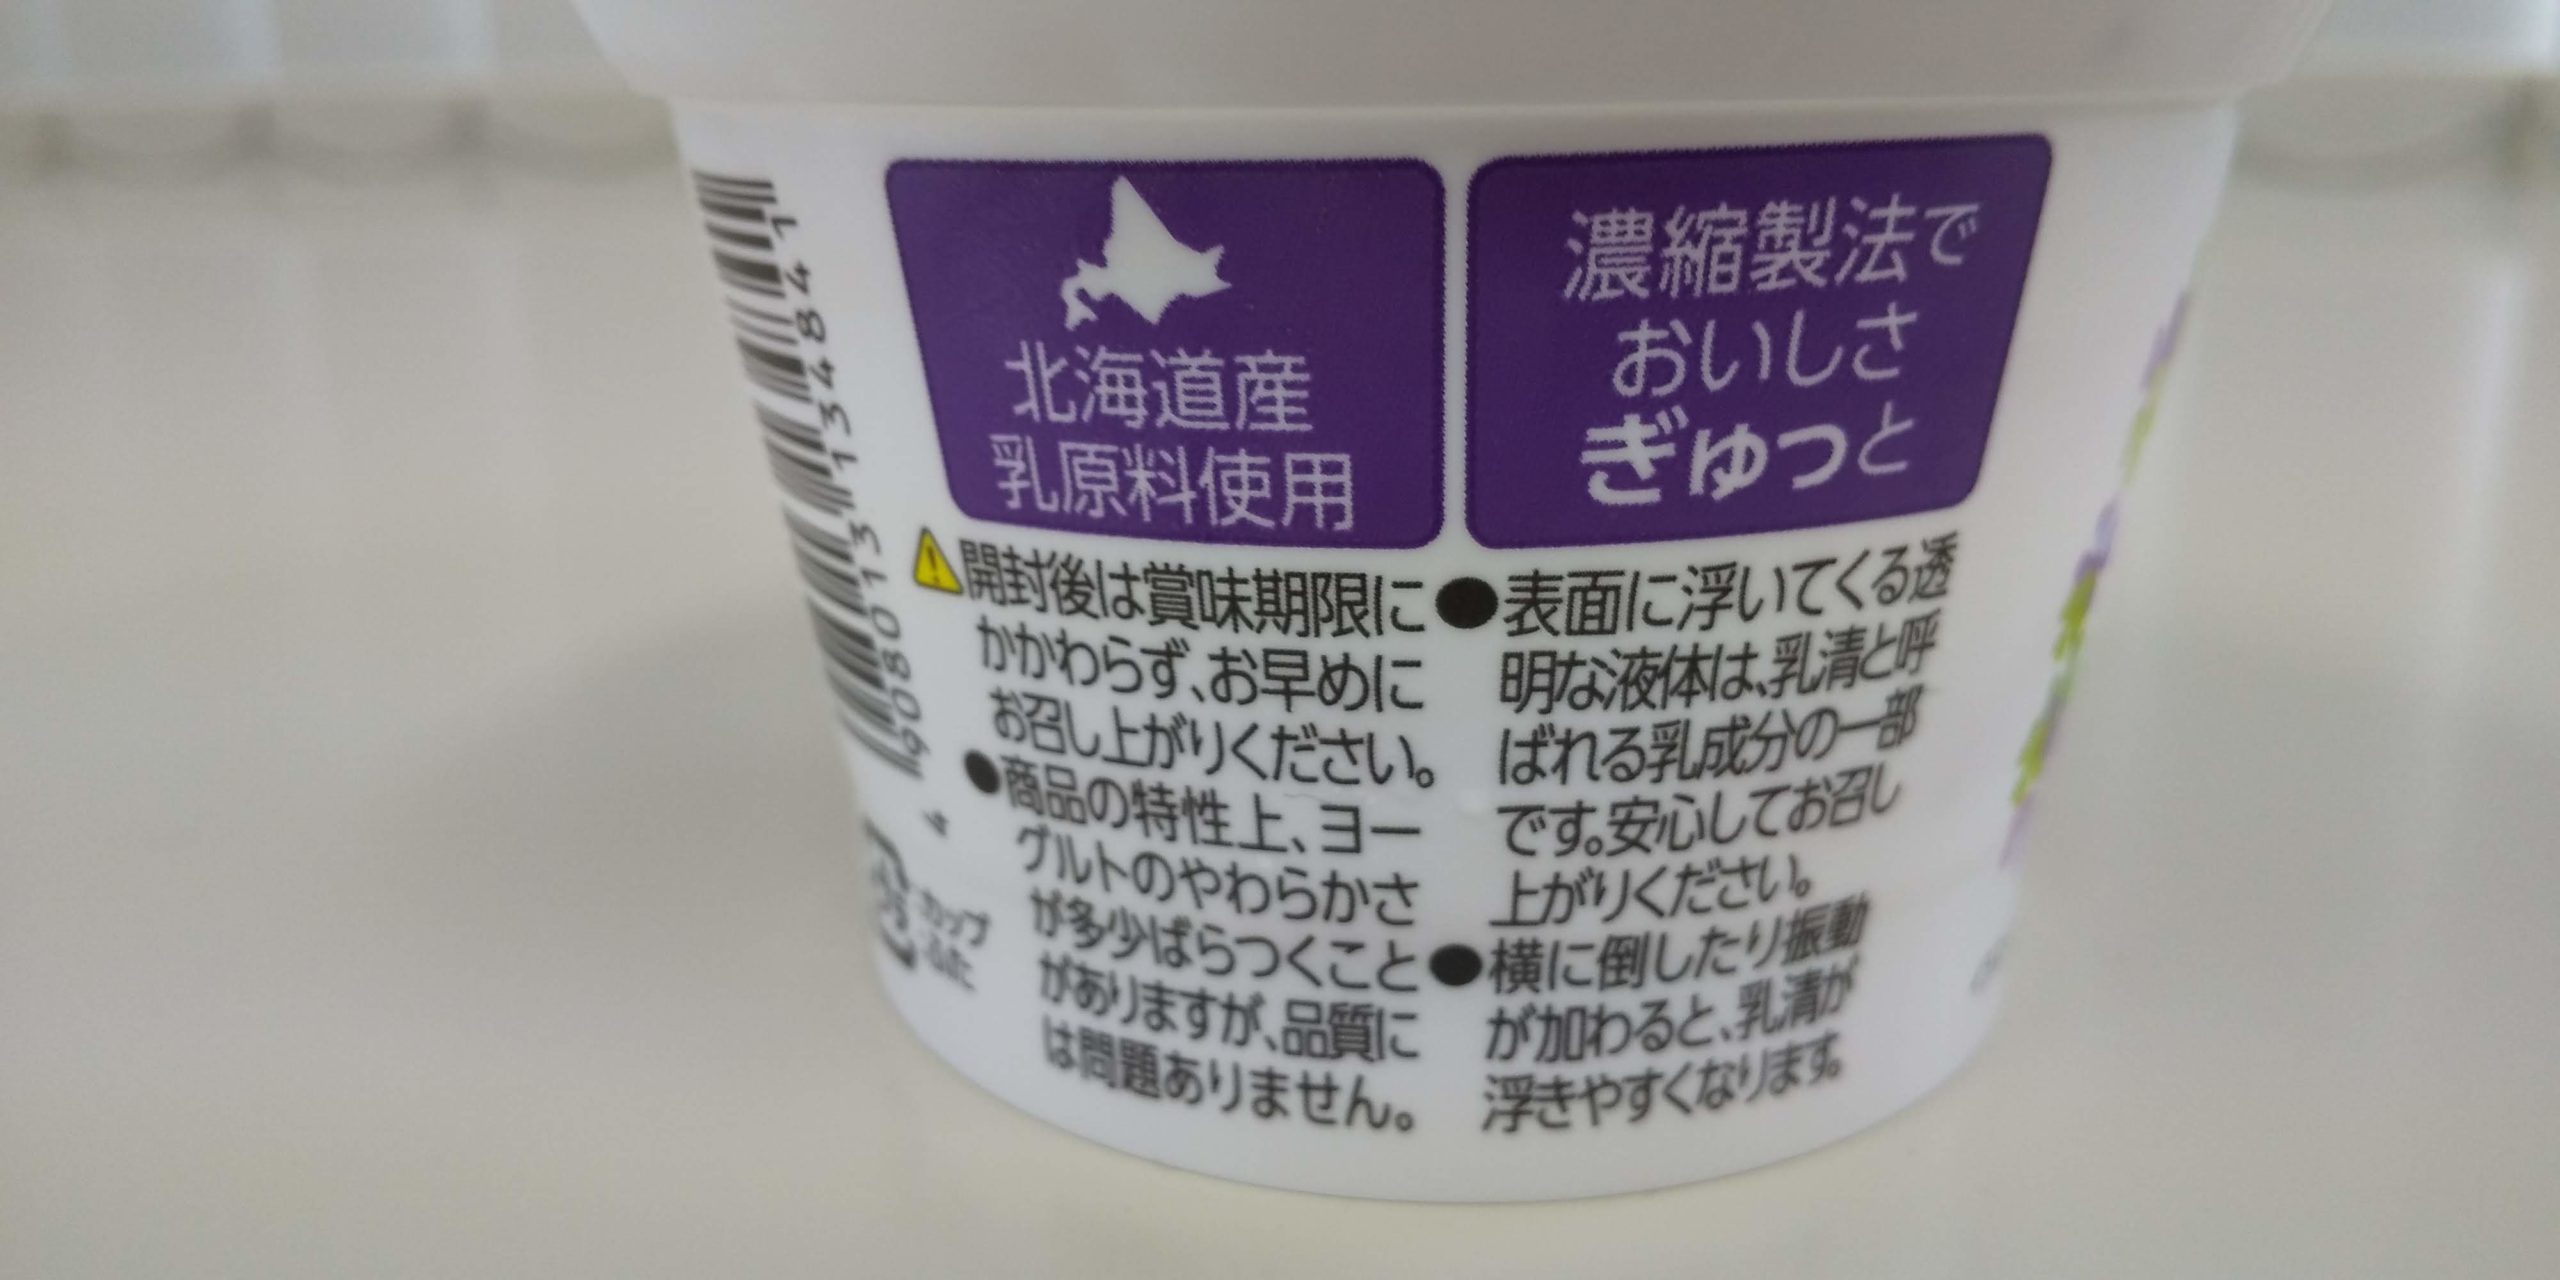 北海道産
乳原料使用
濃縮製法で
おいしさ
ぎゅっと
開封後は賞味期限に
かかわらず、お早めに
お召し上がりください。
●商品の特性上、ヨー
グルトのやわらかさ
が多少ばらつくこと
がありますが、品質に
は問題ありません。
●表面に浮いてくる透
明な液体は、乳清と呼
ばれる乳成分の一部
です。安心してお召し
上がりください。
●横に倒したり振動
が加わると、乳清が
浮きやすくなります。
4 908013 134841
カップ
ふた